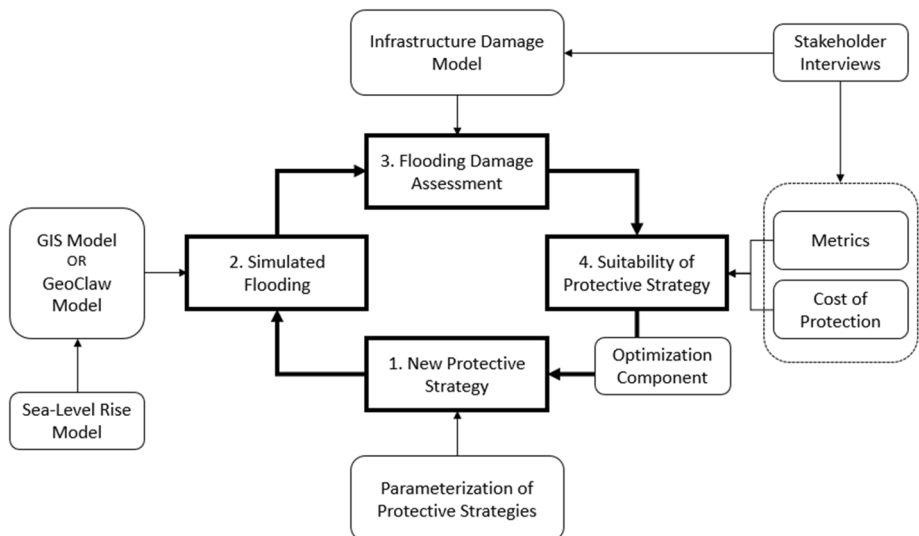 Infrastructure Damage
Model
Stakeholder
Interviews
3. Flooding Damage
Assessment
GIS Model
OR
GeoClaw
Model
2. Simulated
Flooding
4. Suitability of
Protective Strategy
Metrics
Cost of
Protection
1. New Protective
Strategy
Optimization
Component
Sea-Level Rise
Model
Parameterization of
Protective Strategies